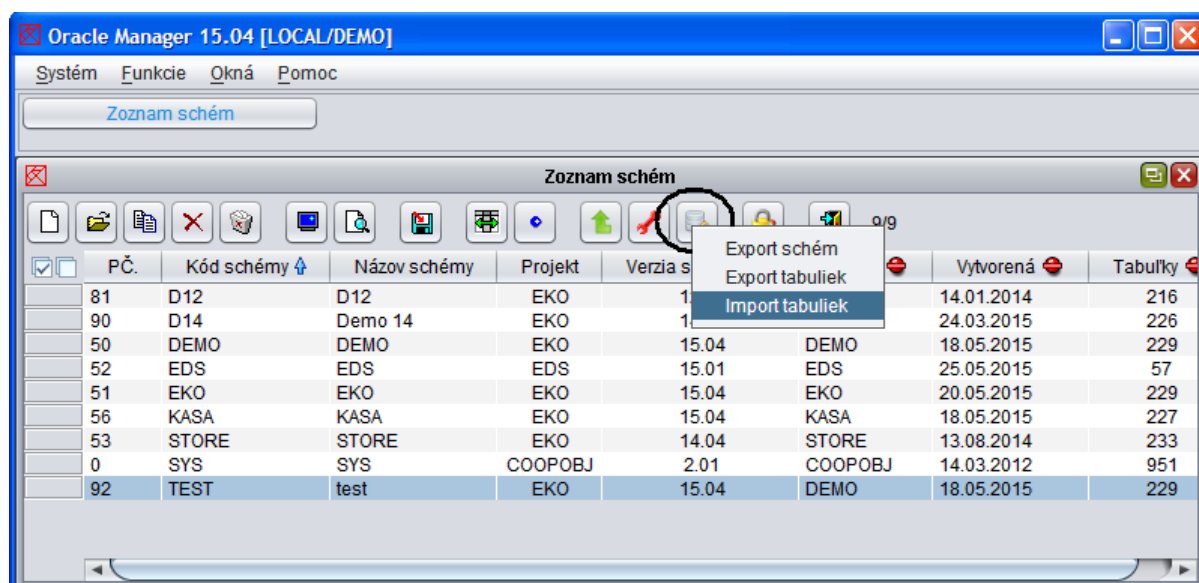 Oracle Manager 15.04 [LOCAL/DEMO]
Systém Funkcie Okná Pomoc
Zoznam schém
Zoznam schém
9/9
Export schém
Export tabuliek
Import tabuliek
PČ. Kód schémy Názov schémy Projekt Verzia s Vytvorená Tabuľky
81 D12 D12 EKO 14.01.2014 216
90 D14 Demo 14 EKO 24.03.2015 226
50 DEMO DEMO EKO 15.04 DEMO 18.05.2015 229
52 EDS EDS EDS 15.01 EDS 25.05.2015 57
51 EKO EKO EKO 15.04 EKO 20.05.2015 229
56 KASA KASA EKO 15.04 KASA 18.05.2015 227
53 STORE STORE EKO 14.04 STORE 13.08.2014 233
0 SYS SYS COOPOBJ 2.01 COOPOBJ 14.03.2012 951
92 TEST test EKO 15.04 DEMO 18.05.2015 229